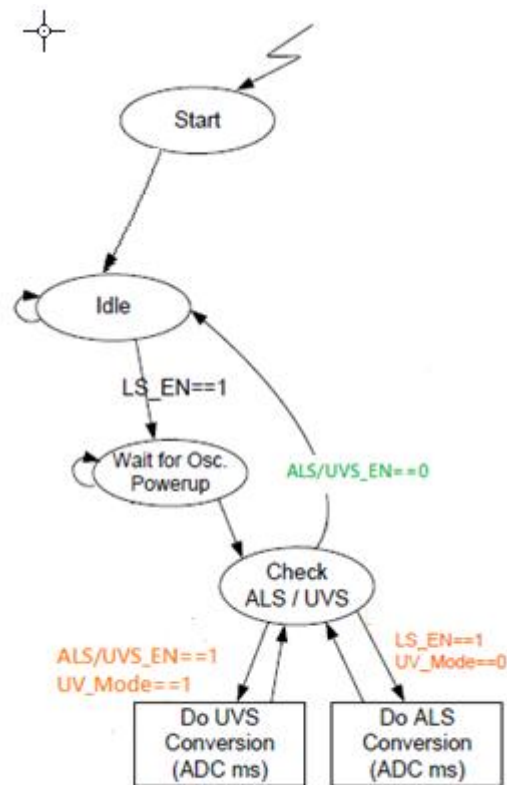 Start
Idle
LS_EN==1
Wait for Osc.
Powerup
ALS/UVS_EN==0
Check
ALS / UVS
ALS/UVS_EN==1
UV_Mode==1
LS_EN==1
UV_Mode==0
Do UVS
Conversion
(ADC ms)
Do ALS
Conversion
(ADC ms)